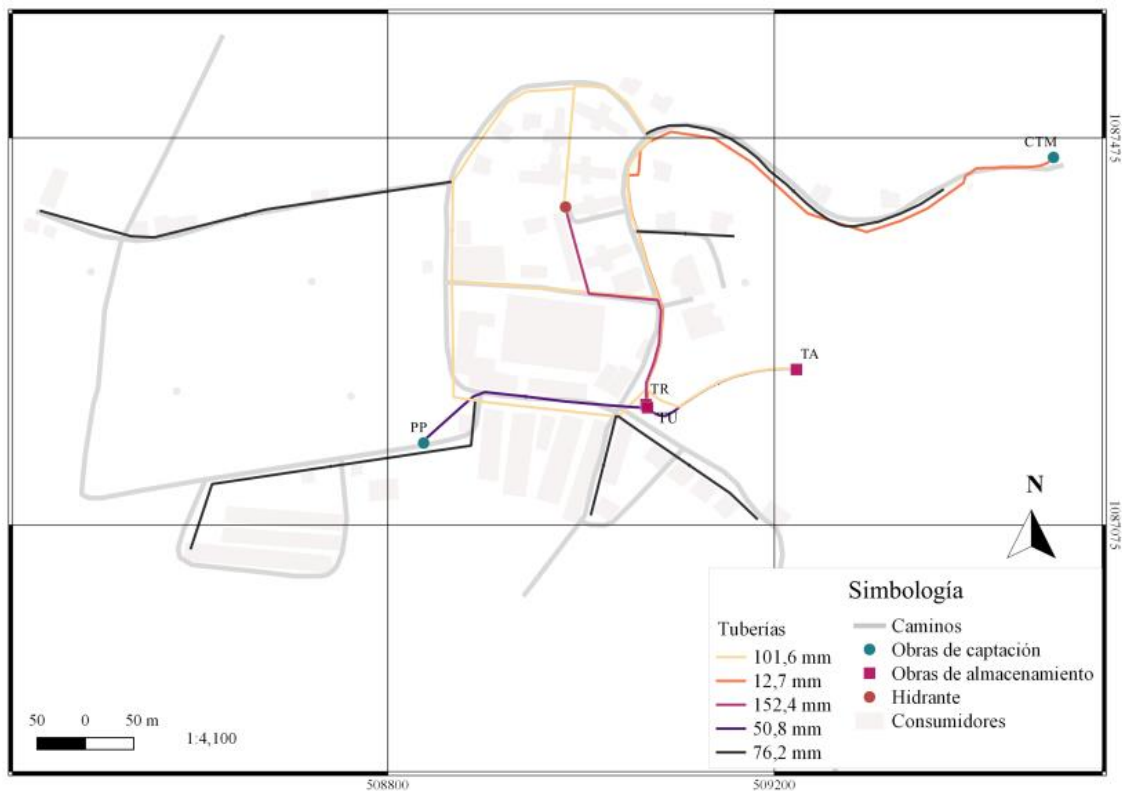 CTM
1087475
TA
TR
TU
PP
N
1087075
Simbología
Tuberías
101,6 mm
12,7 mm
152,4 mm
50,8 mm
76,2 mm
Caminos
Obras de captación
Obras de almacenamiento
Hidrante
Consumidores
50 0 50 m
1:4,100
508800
509200